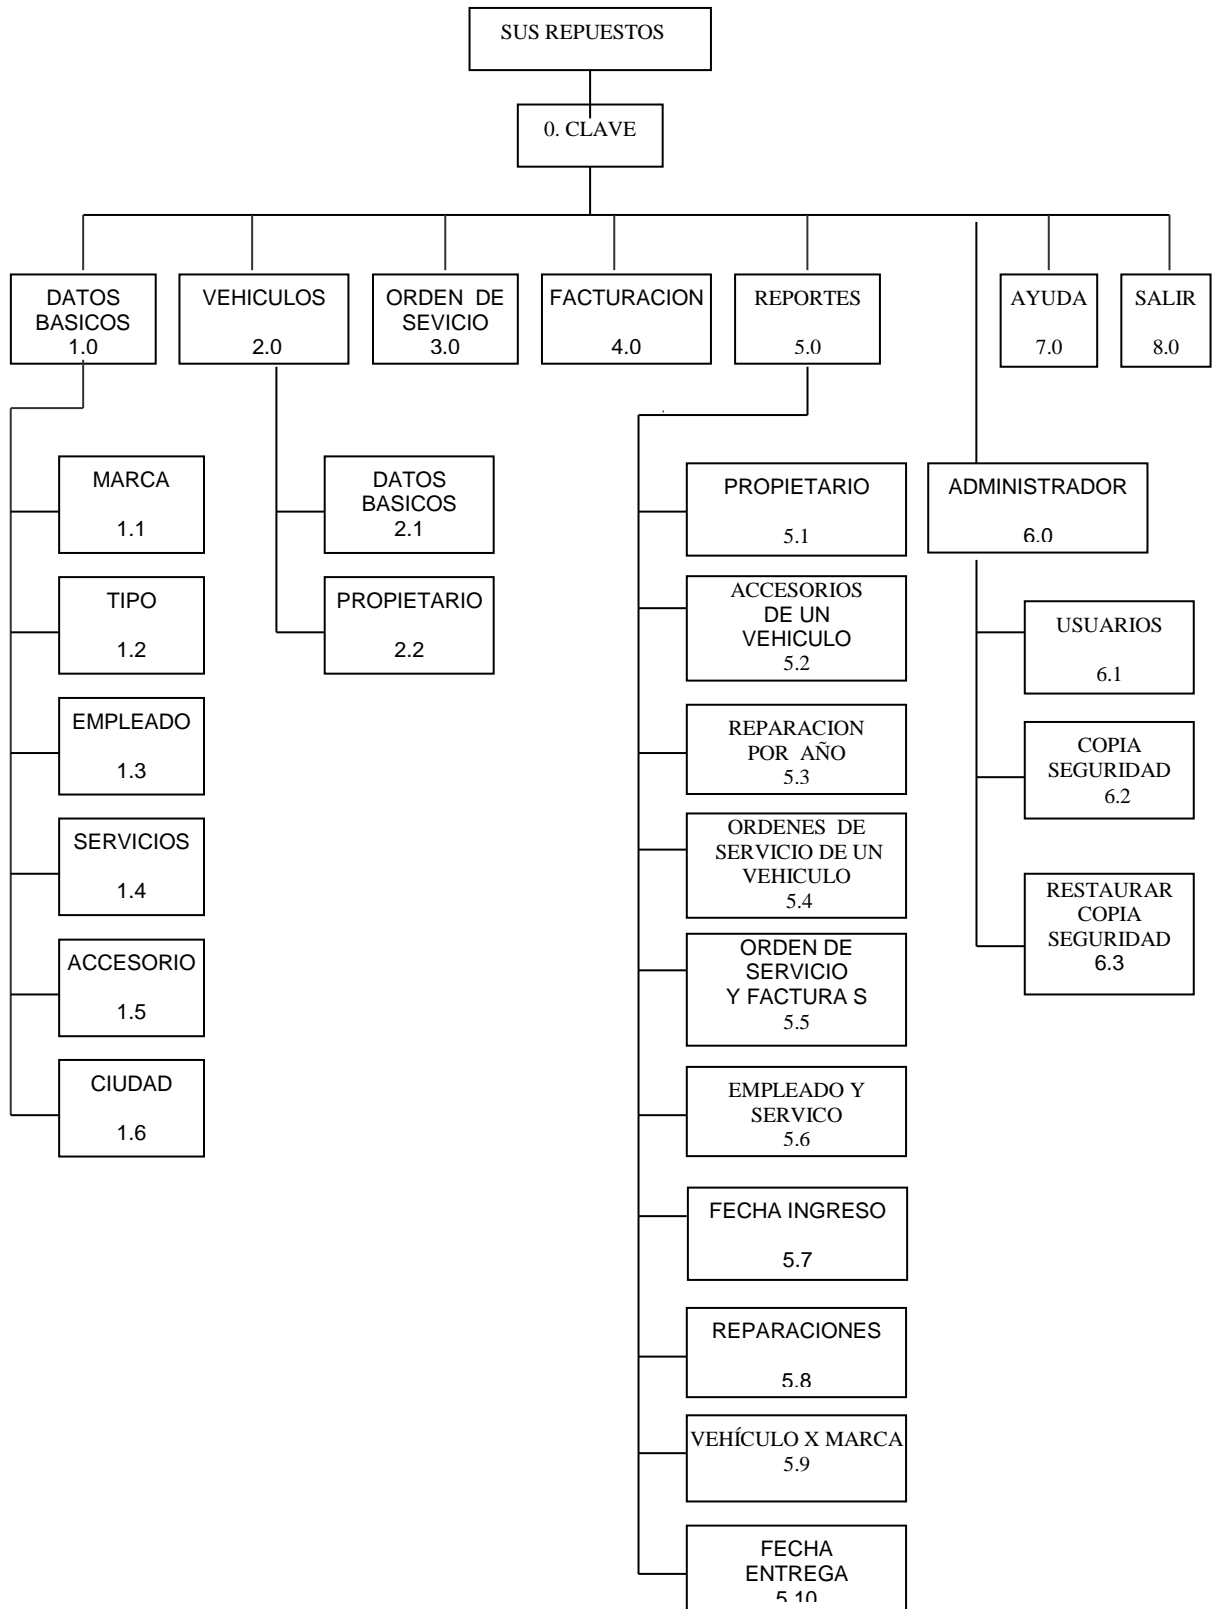 SUS REPUESTOS
0. CLAVE
DATOS
BASICOS
1.0
VEHICULOS
2.0
ORDEN DE
SEVICIO
3.0
FACTURACION
4.0
REPORTES
5.0
AYUDA
7.0
SALIR
8.0
MARCA
1.1
TIPO
1.2
EMPLEADO
1.3
SERVICIOS
1.4
ACCESORIO
1.5
CIUDAD
1.6
DATOS
BASICOS
2.1
PROPIETARIO
2.2
PROPIETARIO
5.1
ACCESORIOS
DE UN
VEHICULO
5.2
REPARACION
POR AÑO
5.3
ORDENES DE
SERVICIO DE UN
VEHICULO
5.4
ORDEN DE
SERVICIO
Y FACTURA S
5.5
EMPLEADO Y
SERVICO
5.6
FECHA INGRESO
5.7
REPARACIONES
5.8
VEHÍCULO X MARCA
5.9
FECHA
ENTREGA
5.10
ADMINISTRADOR
6.0
USUARIOS
6.1
COPIA
SEGURIDAD
6.2
RESTAURAR
COPIA
SEGURIDAD
6.3